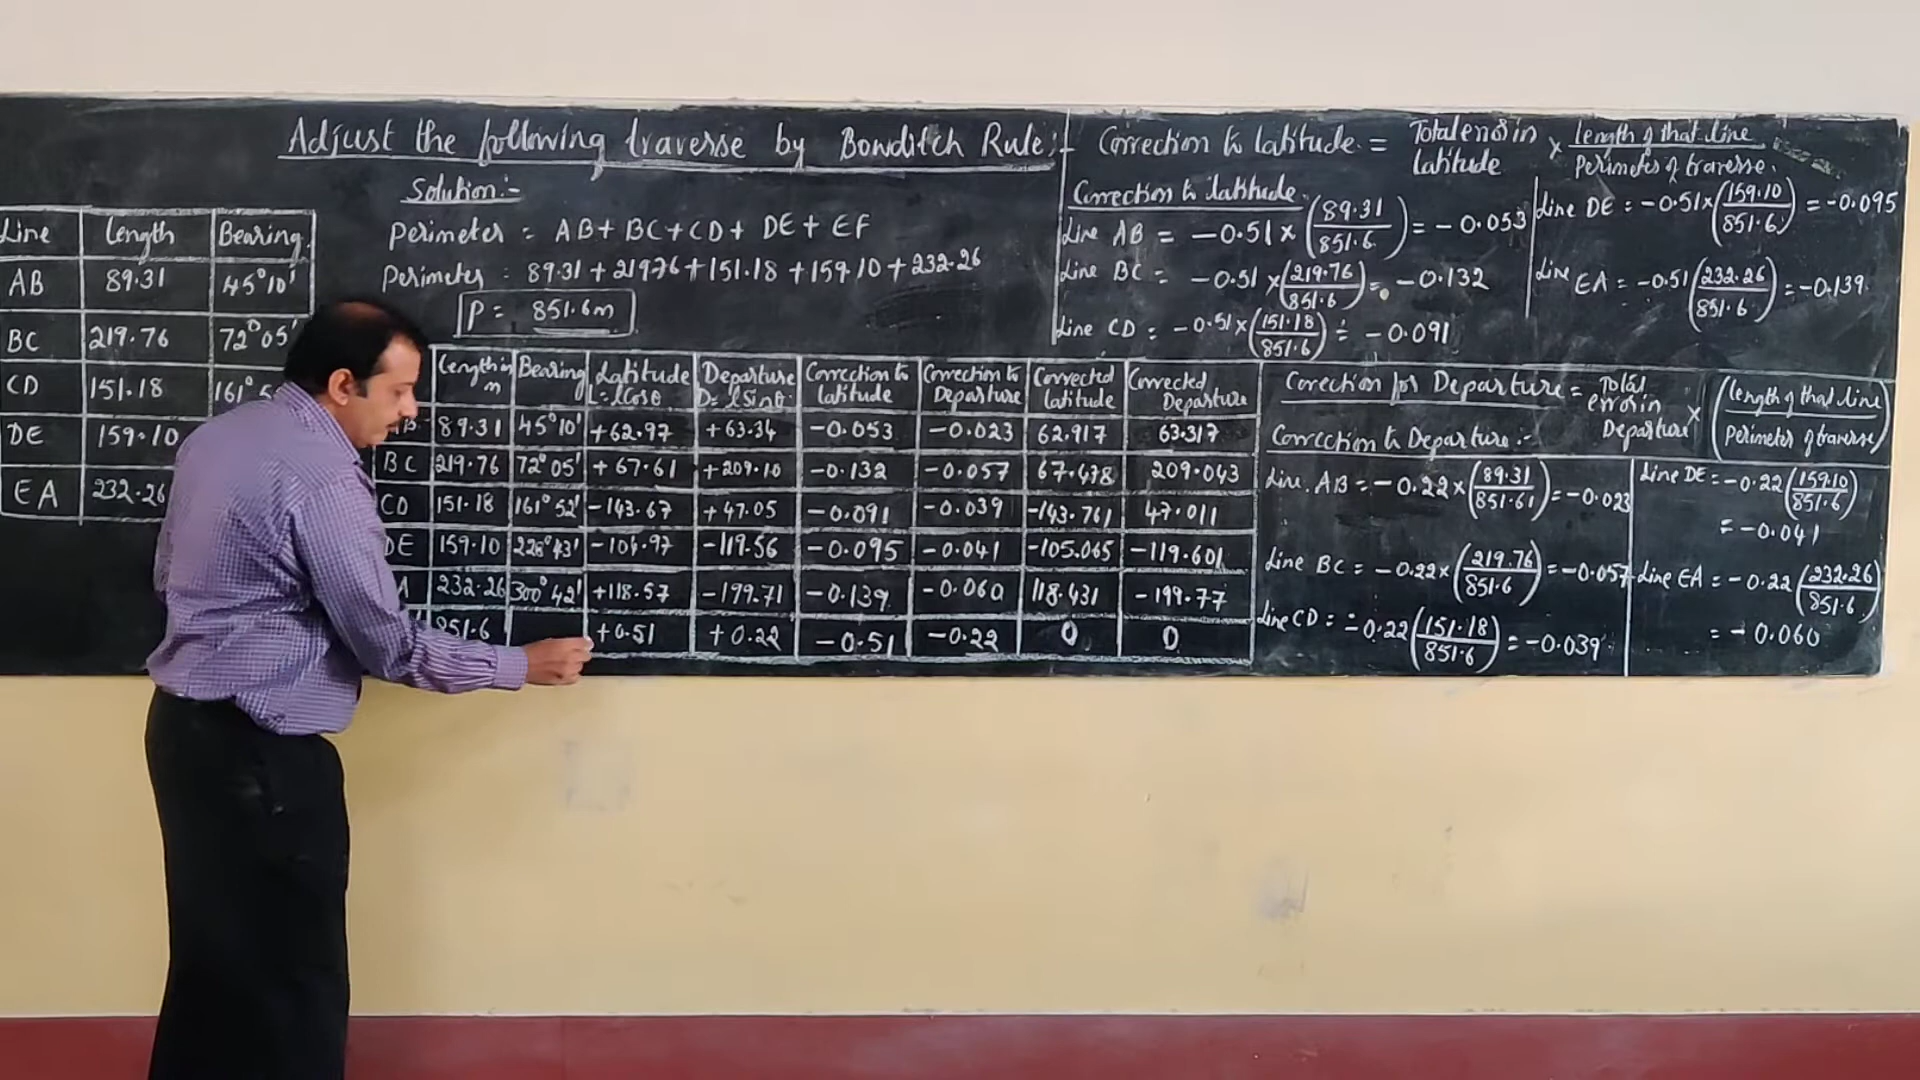 Adjust the following traverse by Bowditch Rule:-
Line Length Bearing
AB 89.31 45°10'
BC 219.76 72°05'
CD 151.18 161°
DE 159.10
EA 232.26
Solution:-
Perimeter = AB + BC + CD + DE + EF
Perimeter : 89.31 + 219.76 + 151.18 + 159.10 + 232.26
P = 851.6m
Length in m Bearing Latitude L=lCosθ Departure D=lSinθ Correction to latitude Correction to Departure Corrected latitude Corrected Departure
89.31 45°10' +62.97 +63.34 -0.053 -0.023 62.917 63.317
BC 219.76 72°05' +67.61 +209.10 -0.132 -0.057 67.478 209.043
CD 151.18 161°52' -143.67 +47.05 -0.091 -0.039 -143.761 47.011
DE 159.10 228°43' -104.97 -119.56 -0.095 -0.041 -105.065 -119.601
A 232.26 300°42' +118.57 -199.71 -0.139 -0.060 118.431 -199.77
851.6 +0.51 +0.22 -0.51 -0.22 0 0
Correction to latitude = Total error in latitude × length of that line / Perimeter of traverse.
Correction to latitude.
Line AB = -0.51 × (89.31/851.6) = -0.053
Line BC = -0.51 × (219.76/851.6) = -0.132
Line CD = -0.51 × (151.18/851.6) = -0.091
Line DE = -0.51 × (159.10/851.6) = -0.095
Line EA = -0.51 (232.26/851.6) = -0.139
Correction for Departure = Total error in Departure × (length of that line / Perimeter of traverse)
Correction to Departure:-
Line. AB = -0.22 × (89.31/851.61) = -0.023
Line BC = -0.22 × (219.76/851.6) = -0.057
Line CD = -0.22 (151.18/851.6) = -0.039
Line DE = -0.22 (159.10/851.6)
= -0.041
Line EA = -0.22 (232.26/851.6)
= -0.060